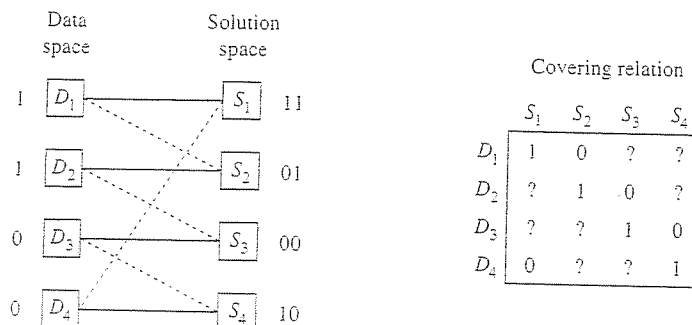 Data space
Solution space
1 D₁ S₁ 11
1 D₂ S₂ 01
0 D₃ S₃ 00
0 D₄ S₄ 10
Covering relation
S₁ S₂ S₃ S₄
D₁ 1 0 ? ?
D₂ ? 1 0 ?
D₃ ? ? 1 0
D₄ 0 ? ? 1